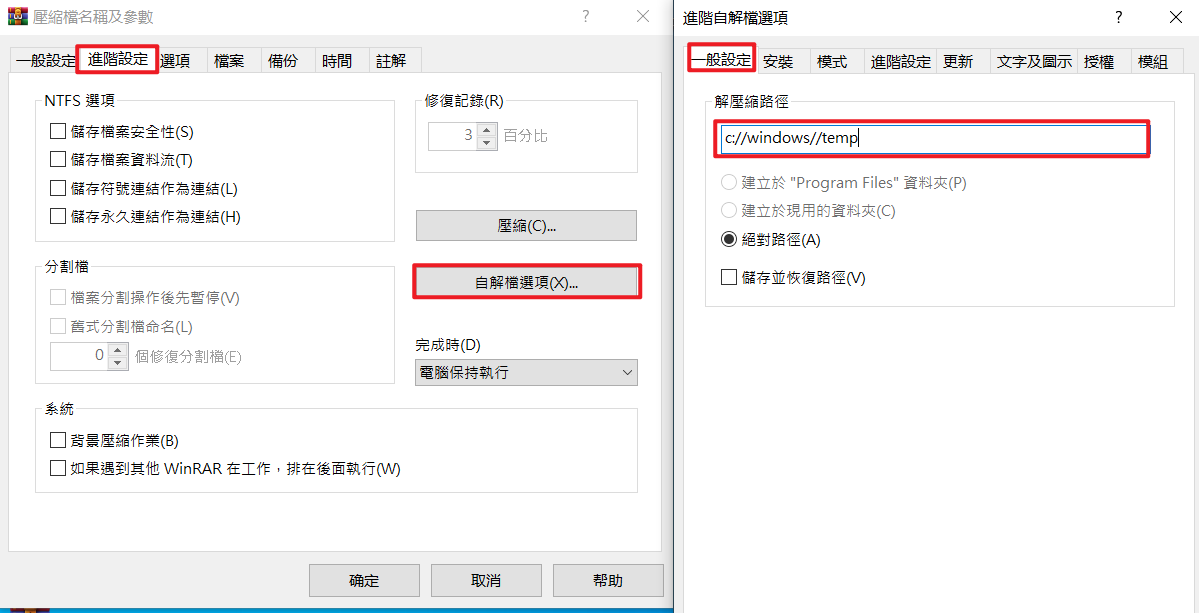 壓縮檔名稱及參數
?
一般設定 進階設定 選項 檔案 備份 時間 註解
NTFS 選項
儲存檔案安全性(S)
儲存檔案資料流(T)
儲存符號連結作為連結(L)
儲存永久連結作為連結(H)
分割檔
檔案分割操作後先暫停(V)
舊式分割檔命名(L)
0 個修復分割檔(E)
修復記錄(R)
3 百分比
壓縮(C)...
自解檔選項(X)...
完成時(D)
電腦保持執行
系統
背景壓縮作業(B)
如果遇到其他 WinRAR 在工作，排在後面執行(W)
确定 取消 帮助
進階自解檔選項
?
一般設定 安裝 模式 進階設定 更新 文字及圖示 授權 模組
解壓縮路徑
c://windows//temp
建立於 "Program Files" 資料夾(P)
建立於現用的資料夾(C)
絕對路徑(A)
儲存並恢復路徑(V)